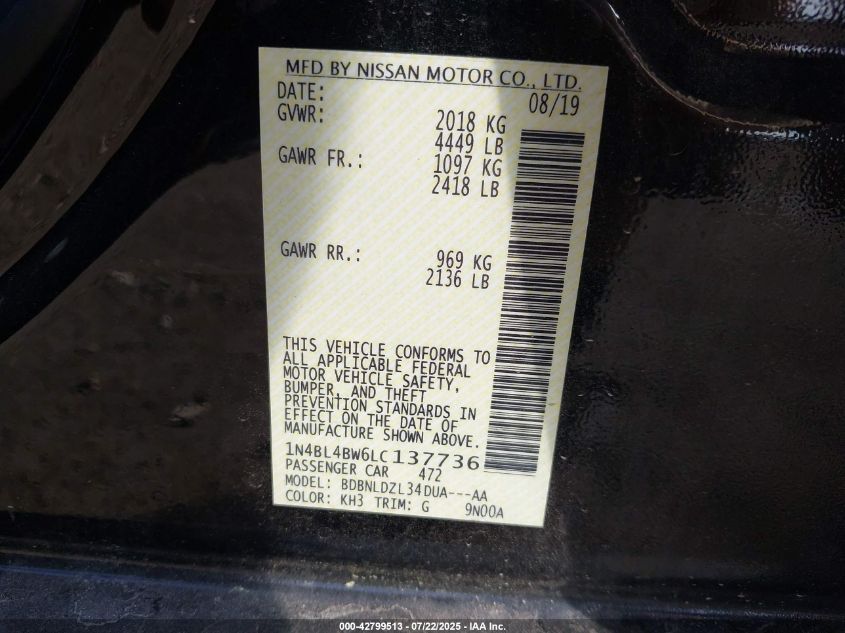 MFD BY NISSAN MOTOR CO., LTD.
DATE: 08/19
GVWR: 2018 KG
4449 LB
GAWR FR.: 1097 KG
2418 LB
GAWR RR.: 969 KG
2136 LB
THIS VEHICLE CONFORMS TO
ALL APPLICABLE FEDERAL
MOTOR VEHICLE SAFETY,
BUMPER, AND THEFT
PREVENTION STANDARDS IN
EFFECT ON THE DATE OF
MANUFACTURE SHOWN ABOVE.
1N4BL4BW6LC137736
PASSENGER CAR 472
MODEL: BDBNLDZL34DUA---AA
COLOR: KH3 TRIM: G 9N00A
000-42799513 - 07/22/2025 - IAA Inc.